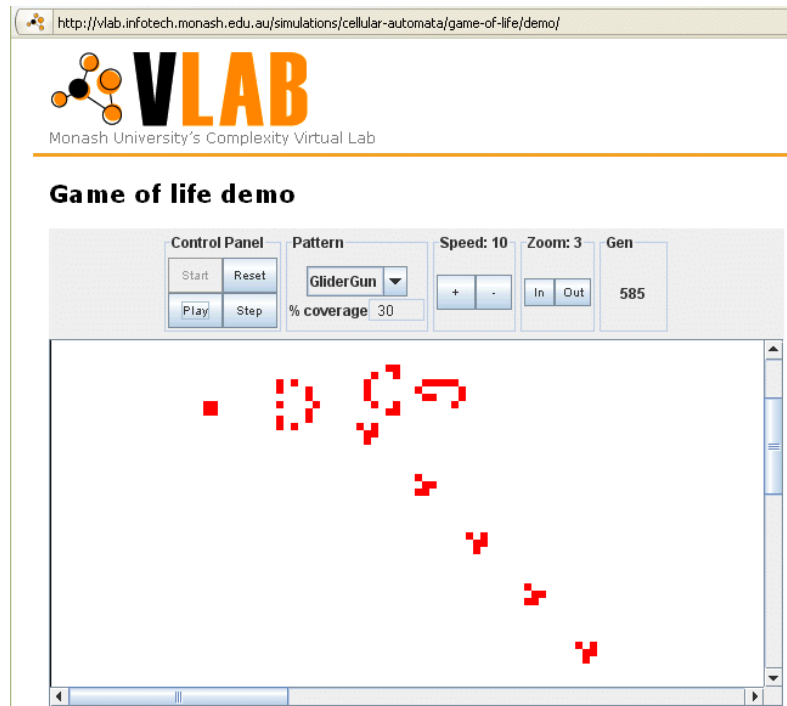 http://vlab.infotech.monash.edu.au/simulations/cellular-automata/game-of-life/demo/
VLAB
Monash University's Complexity Virtual Lab
Game of life demo
Control Panel Pattern Speed: 10 Zoom: 3 Gen
Start Reset GliderGun + - In Out 585
Play Step % coverage 30